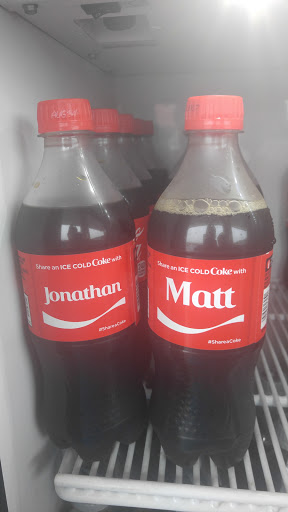 Share an ICE COLD Coke with
Jonathan
#ShareaCoke
Share an ICE COLD Coke with
Matt
#ShareaCoke